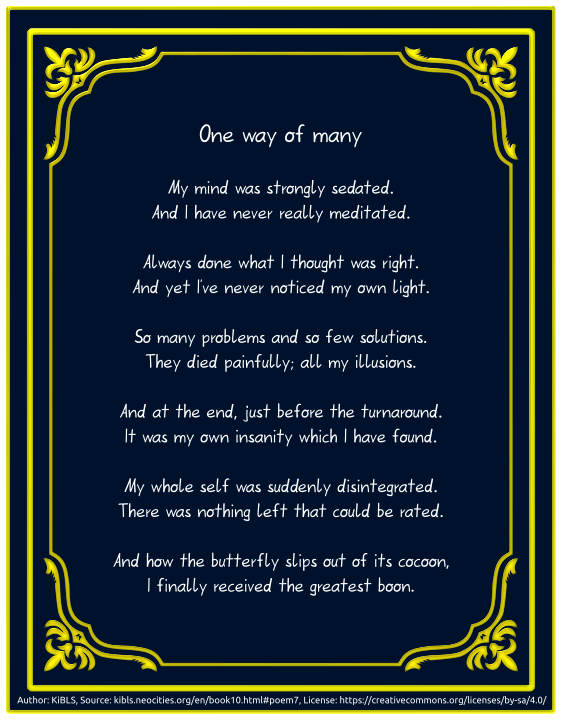 One way of many
My mind was strongly sedated.
And I have never really meditated.
Always done what I thought was right.
And yet I've never noticed my own light.
So many problems and so few solutions.
They died painfully; all my illusions.
And at the end, just before the turnaround.
It was my own insanity which I have found.
My whole self was suddenly disintegrated.
There was nothing left that could be rated.
And how the butterfly slips out of its cocoon,
I finally received the greatest boon.
Author: KiBLS, Source: kibls.neocities.org/en/book10.html#poem7, License: https://creativecommons.org/licenses/by-sa/4.0/